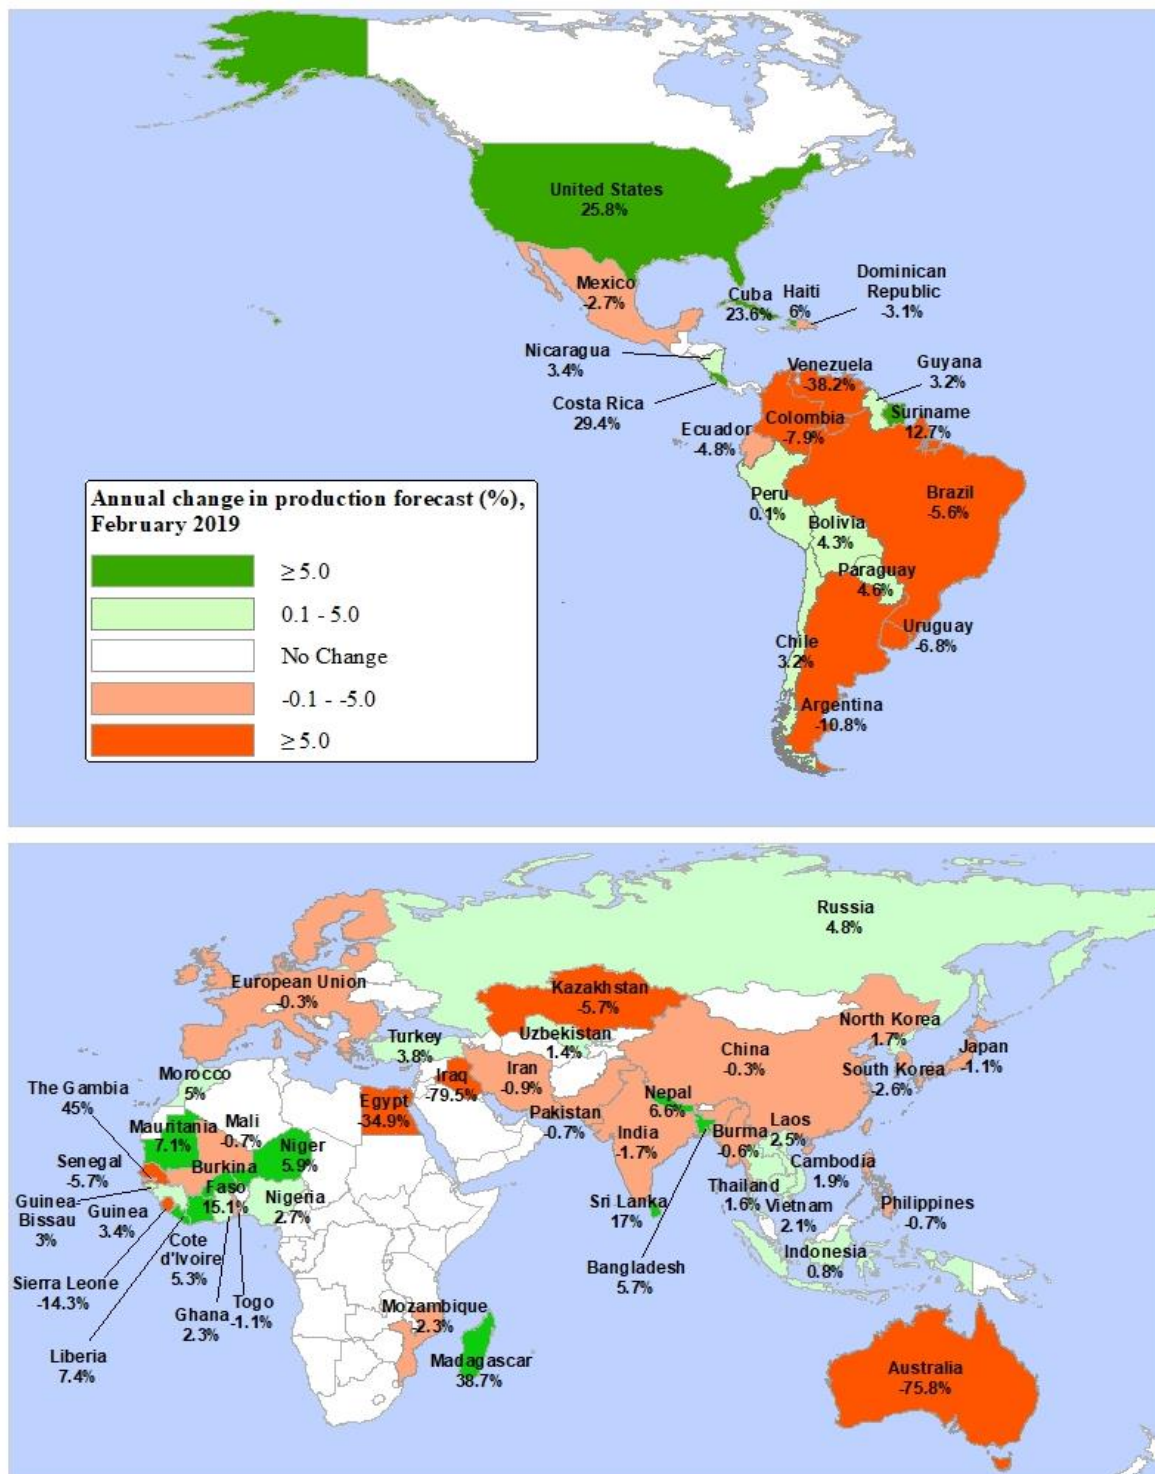 United States
25.8%
Mexico
-2.7%
Cuba
23.6%
Haiti
6%
Dominican
Republic
-3.1%
Nicaragua
3.4%
Costa Rica
29.4%
Venezuela
-38.2%
Guyana
3.2%
Suriname
12.7%
Colombia
-7.9%
Ecuador
-4.8%
Peru
0.1%
Brazil
-5.6%
Bolivia
4.3%
Paraguay
4.6%
Uruguay
-6.8%
Chile
3.2%
Argentina
-10.8%
Annual change in production forecast (%),
February 2019
≥ 5.0
0.1 - 5.0
No Change
-0.1 - -5.0
≥ 5.0
Russia
4.8%
European Union
-0.3%
Kazakhstan
-5.7%
Uzbekistan
1.4%
Turkey
3.8%
North Korea
1.7%
China
-0.3%
Japan
-1.1%
South Korea
-2.6%
Iran
-0.9%
Iraq
-79.5%
Morocco
5%
The Gambia
45%
Egypt
-34.9%
Pakistan
-0.7%
Nepal
6.6%
India
-1.7%
Burma
-0.6%
Laos
2.5%
Mauritania
7.1%
Mali
-0.7%
Niger
5.9%
Senegal
-5.7%
Burkina
Faso
15.1%
Nigeria
2.7%
Guinea-
Bissau
3%
Guinea
3.4%
Cote
d'Ivoire
5.3%
Sierra Leone
-14.3%
Ghana
2.3%
Togo
-1.1%
Liberia
7.4%
Cambodia
1.9%
Thailand
1.6%
Vietnam
2.1%
Philippines
-0.7%
Sri Lanka
17%
Bangladesh
5.7%
Indonesia
0.8%
Mozambique
-2.3%
Madagascar
38.7%
Australia
-75.8%